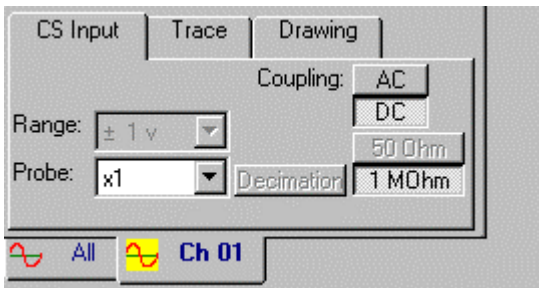 CS Input Trace Drawing
Coupling: AC
DC
Range: ± 1 v
50 Ohm
Probe: x1 Decimation 1 MOhm
All Ch 01